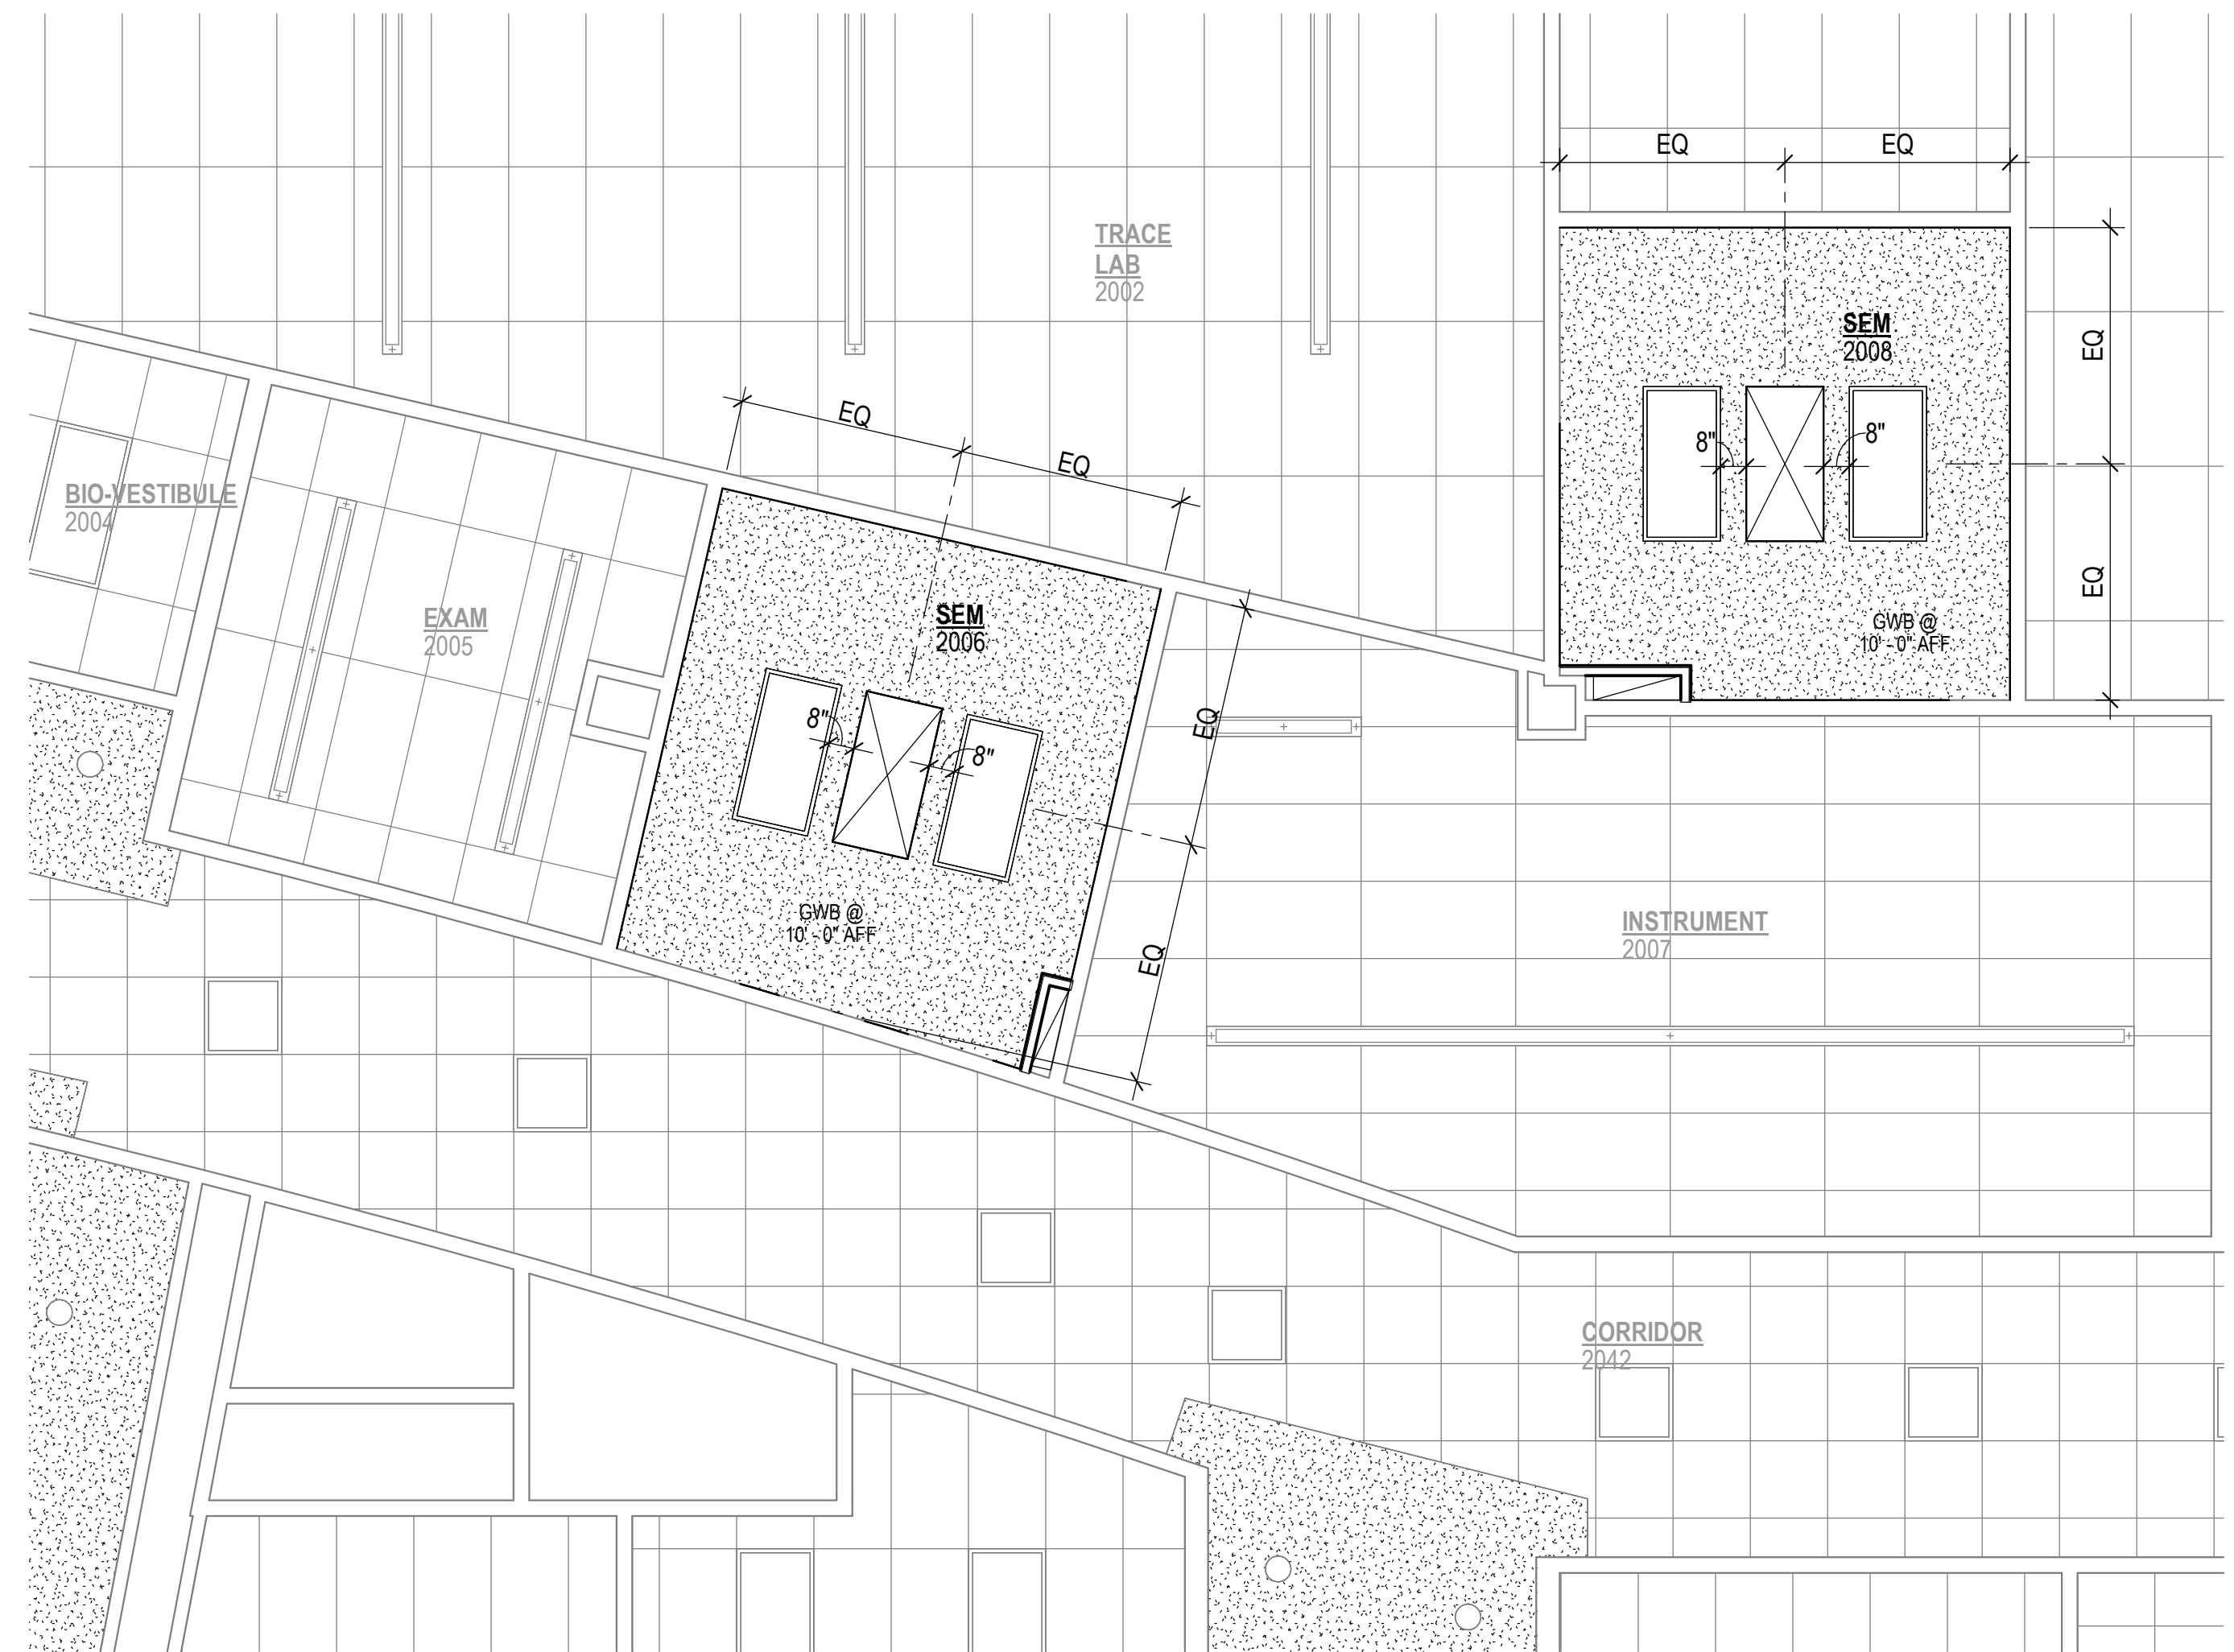 EQ
EQ
TRACE
LAB
2002
SEM
2008
EQ
EQ
EQ
8"
8"
BIO-VESTIBULE
2004
EXAM
2005
SEM
2006
EQ
GWB @
10' - 0" AFF
8"
8"
EQ
GWB @
10' - 0" AFF
INSTRUMENT
2007
EQ
CORRIDOR
2042